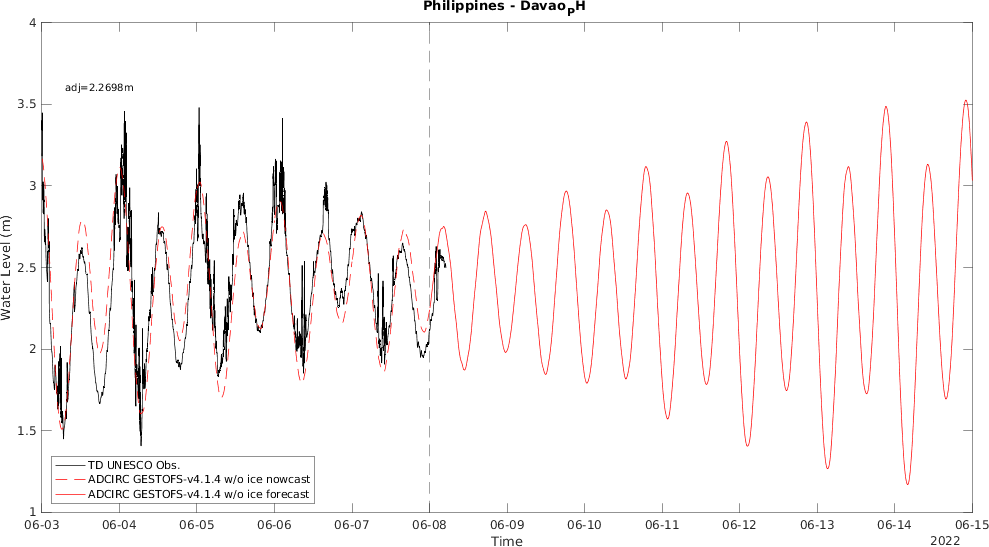 Philippines - Davao_pH
4
adj=2.2698m
3.5
3
2.5
2
1.5
1
Water Level (m)
TD UNESCO Obs.
ADCIRC GESTOFS-v4.1.4 w/o ice nowcast
ADCIRC GESTOFS-v4.1.4 w/o ice forecast
06-03 06-04 06-05 06-06 06-07 06-08 06-09 06-10 06-11 06-12 06-13 06-14 06-15
Time
2022